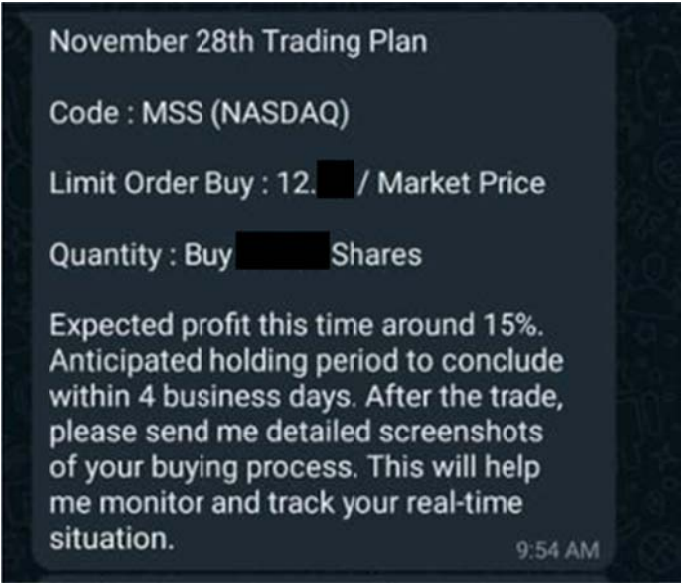 November 28th Trading Plan
Code : MSS (NASDAQ)
Limit Order Buy : 12. / Market Price
Quantity : Buy Shares
Expected profit this time around 15%.
Anticipated holding period to conclude
within 4 business days. After the trade,
please send me detailed screenshots
of your buying process. This will help
me monitor and track your real-time
situation.
9:54 AM